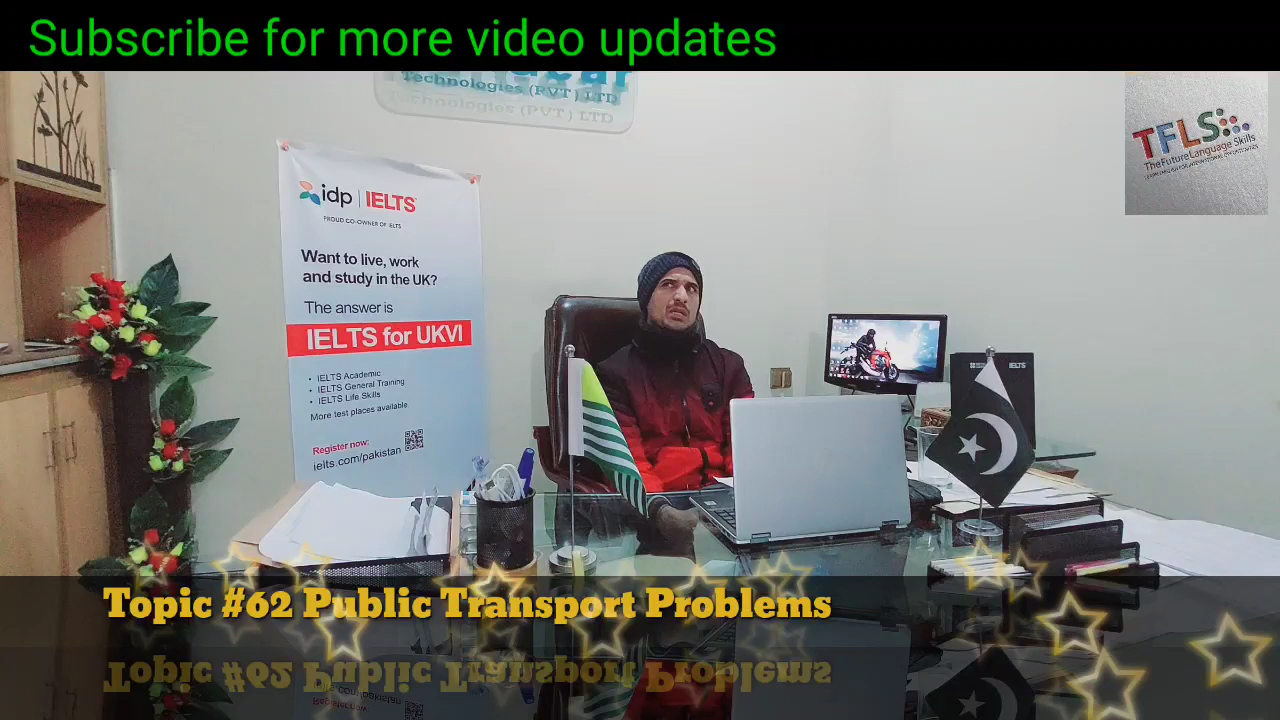 Subscribe for more video updates
Technologies (PVT) LTD
TFLS
The Future Language Skills
idp | IELTS
PROUD CO-OWNER OF IELTS
Want to live, work
and study in the UK?
The answer is
IELTS for UKVI
• IELTS Academic
• IELTS General Training
• IELTS Life Skills
More test places available.
Register now:
ielts.com/pakistan
IELTS
Topic #62 Public Transport Problems